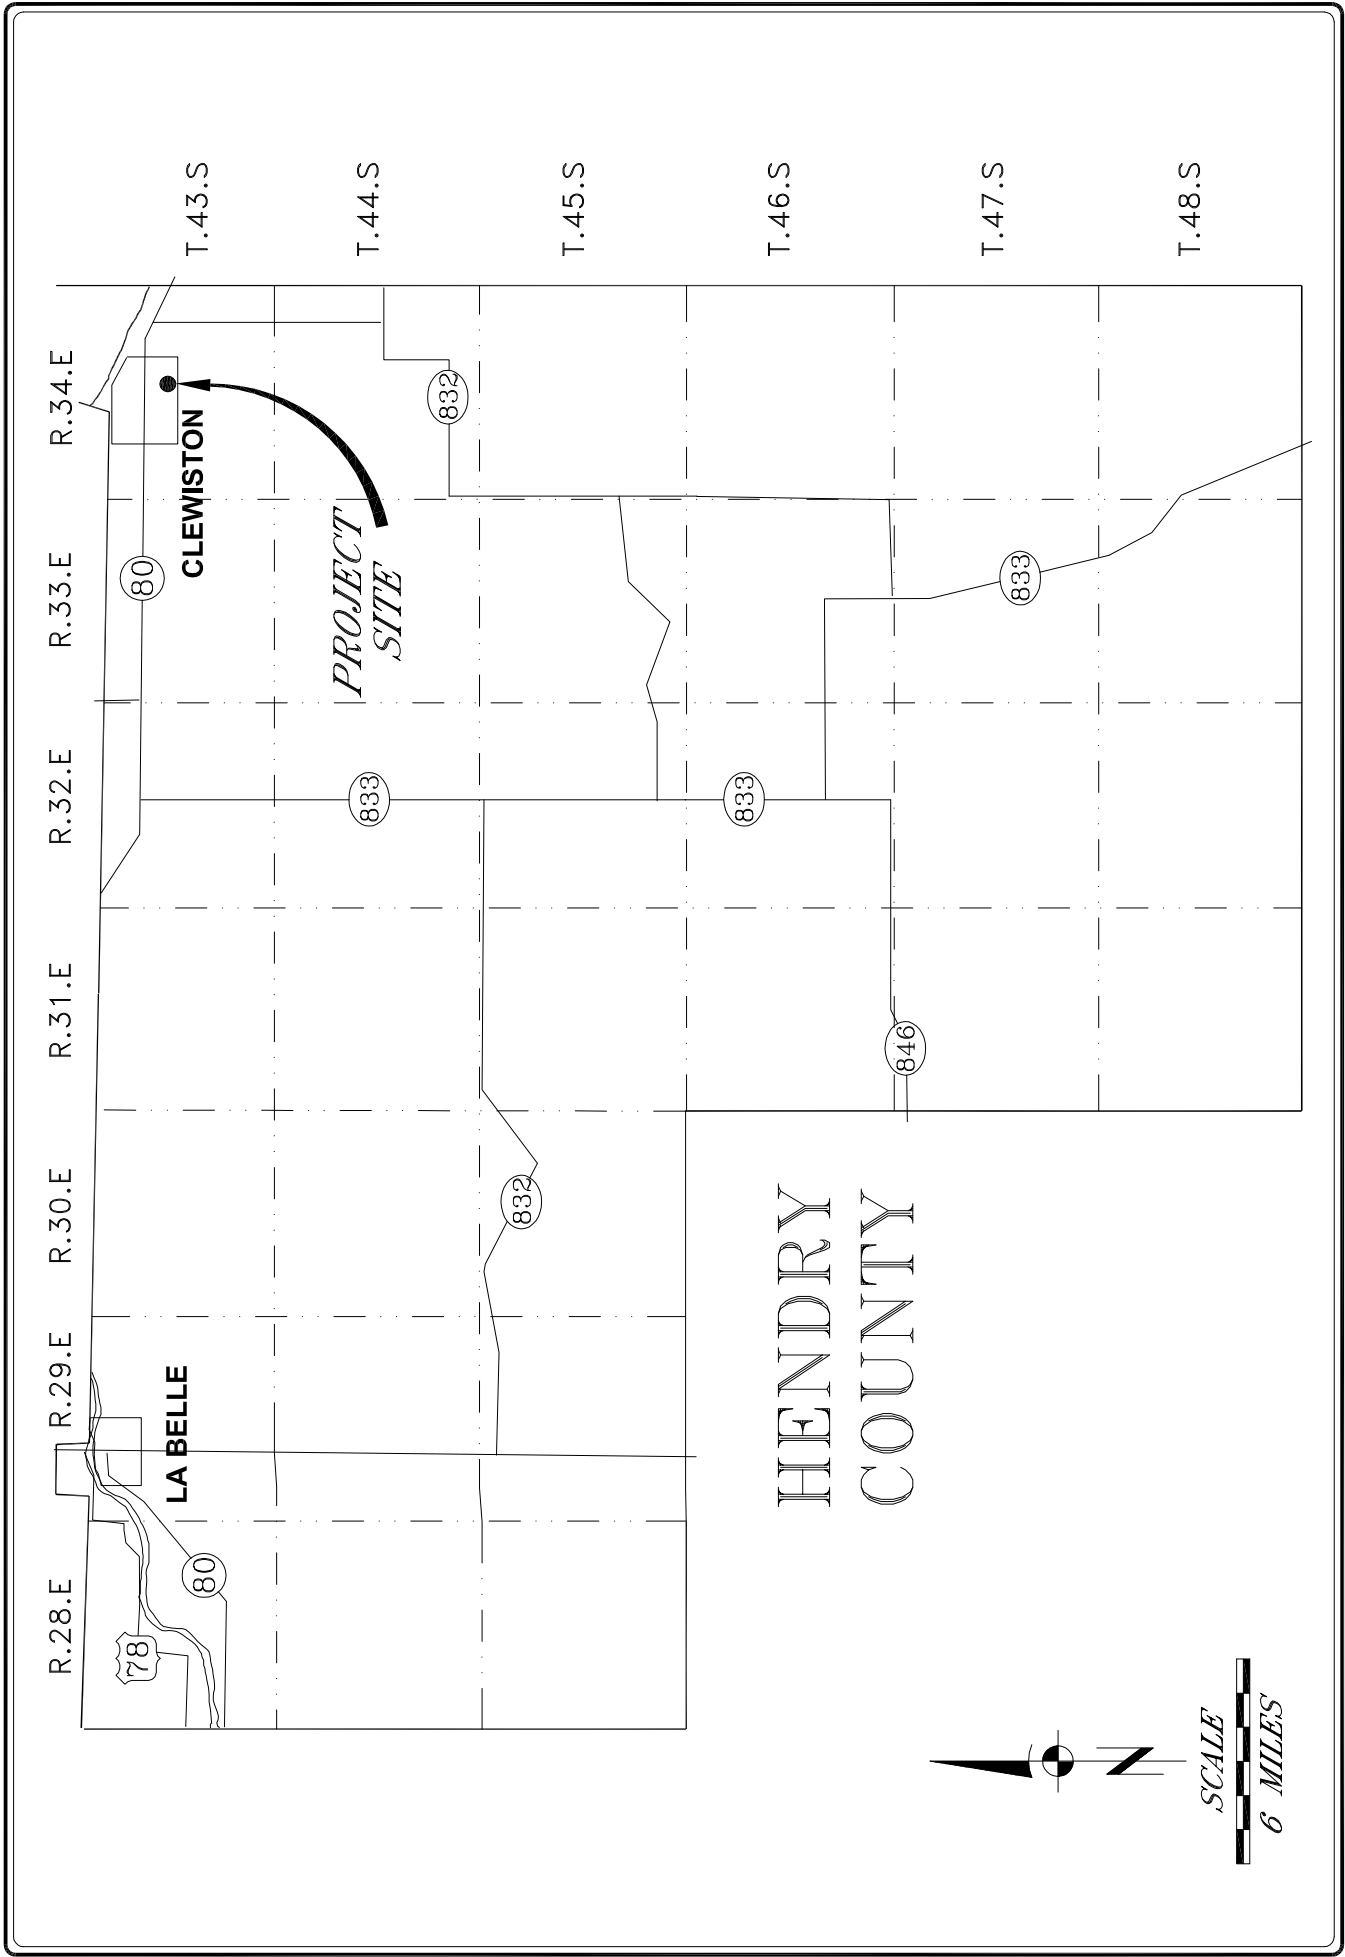 R.28.E
R.29.E
R.30.E
R.31.E
R.32.E
R.33.E
R.34.E
78
80
LA BELLE
80
CLEWISTON
T.43.S
PROJECT
SITE
833
T.44.S
832
832
T.45.S
833
T.46.S
HENDRY
COUNTY
846
833
T.47.S
T.48.S
N
SCALE
6 MILES